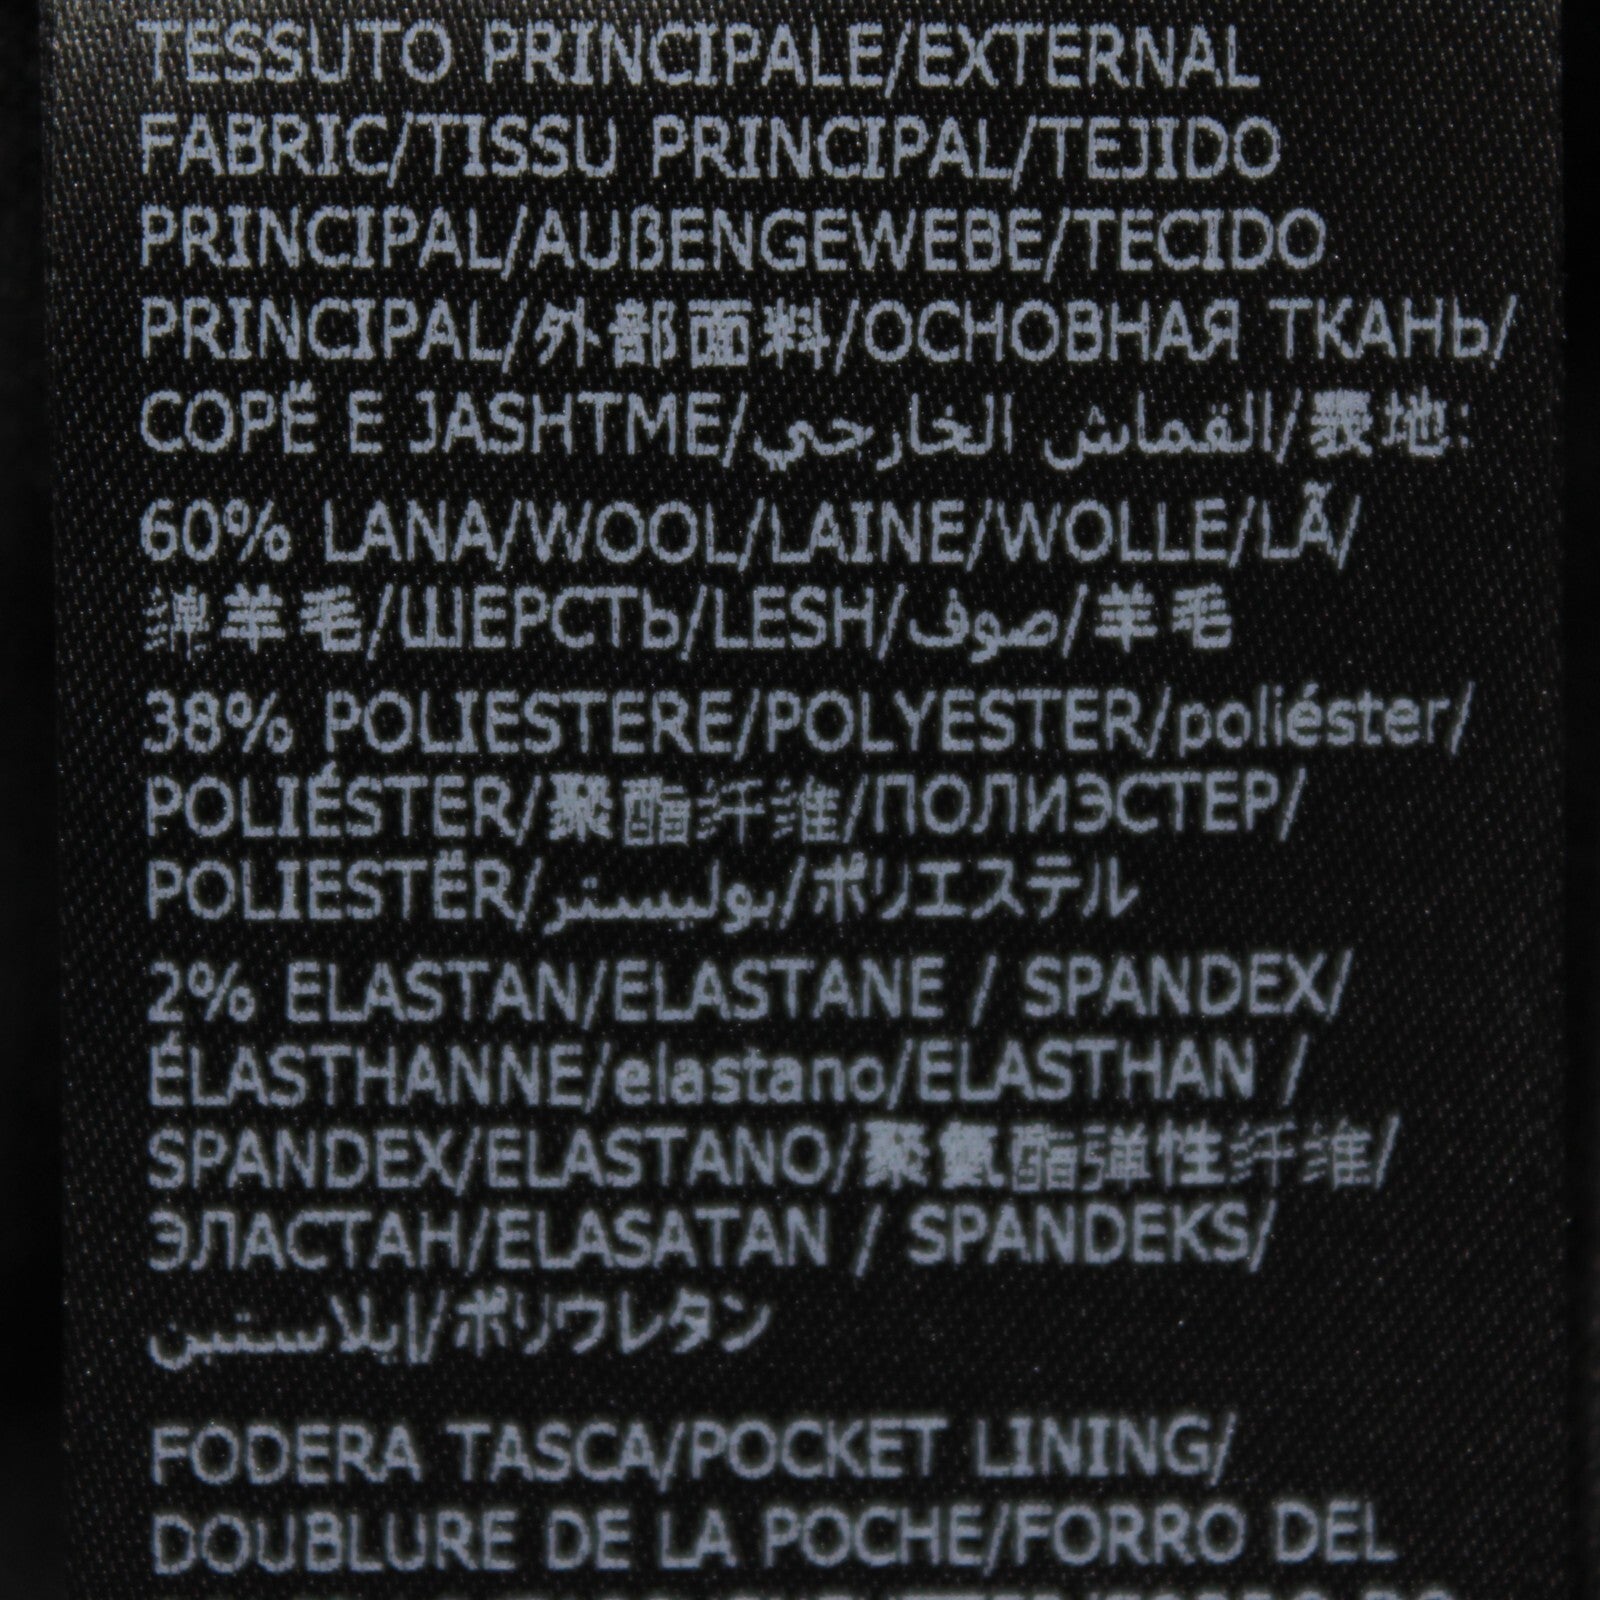 TESSUTO PRINCIPALE/EXTERNAL
FABRIC/TISSU PRINCIPAL/TEJIDO
PRINCIPAL/AUßENGEWEBE/TECIDO
PRINCIPAL/外部面料/ОСНОВНАЯ ТКАНЬ/
COPË E JASHTME/القماش الخارجي/表地:
60% LANA/WOOL/LAINE/WOLLE/LÃ/
绵羊毛/ШЕРСТЬ/LESH/صوف/羊毛
38% POLIESTERE/POLYESTER/poliéster/
POLIÉSTER/聚酯纤维/ПОЛИЭСТЕР/
POLIESTËR/بوليستر/ポリエステル
2% ELASTAN/ELASTANE / SPANDEX/
ÉLASTHANNE/elastano/ELASTHAN /
SPANDEX/ELASTANO/聚氨酯弹性纤维/
ЭЛАСТАН/ELASATAN / SPANDEKS/
إيلاستين/ポリウレタン
FODERA TASCA/POCKET LINING/
DOUBLURE DE LA POCHE/FORRO DEL